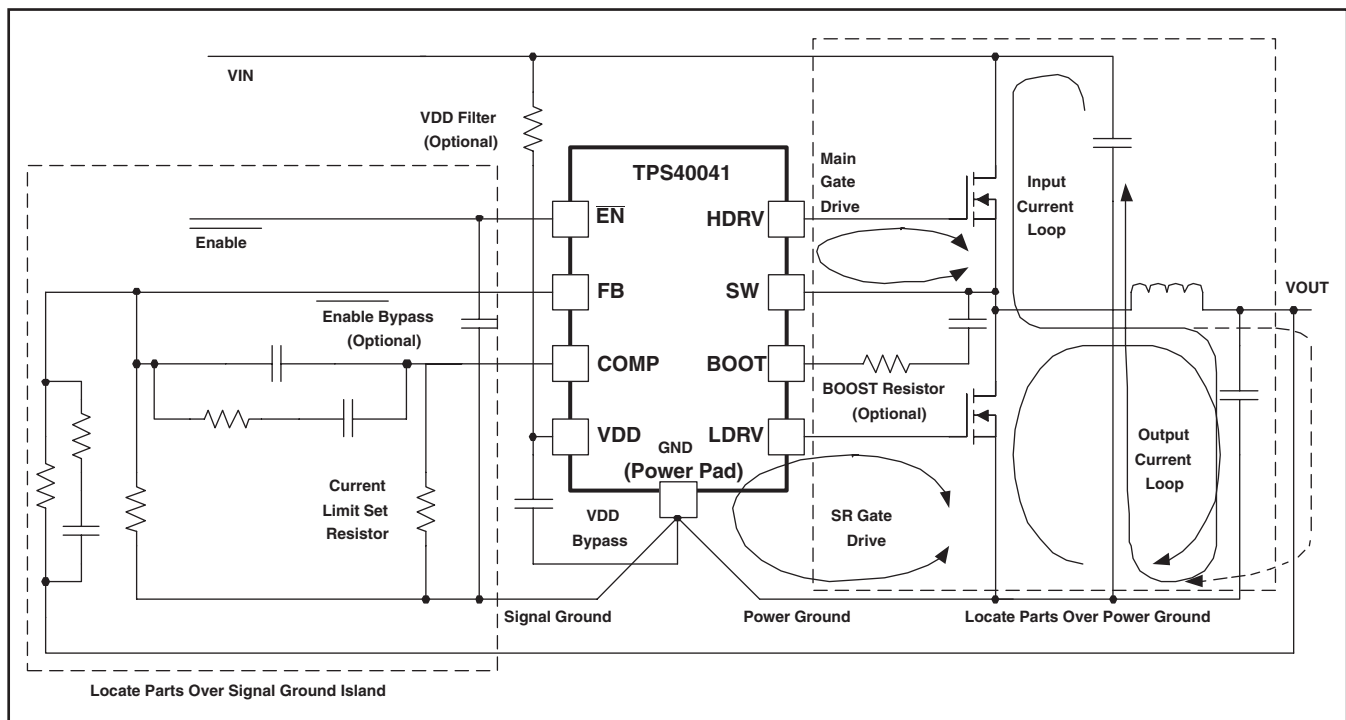 VIN
VDD Filter
(Optional)
TPS40041
Main
Gate
Drive
Input
Current
Loop
EN
HDRV
Enable
FB
SW
VOUT
Enable Bypass
(Optional)
COMP
BOOT
BOOST Resistor
(Optional)
VDD
LDRV
GND
(Power Pad)
Output
Current
Loop
Current
Limit Set
Resistor
VDD
Bypass
SR Gate
Drive
Signal Ground
Power Ground
Locate Parts Over Power Ground
Locate Parts Over Signal Ground Island